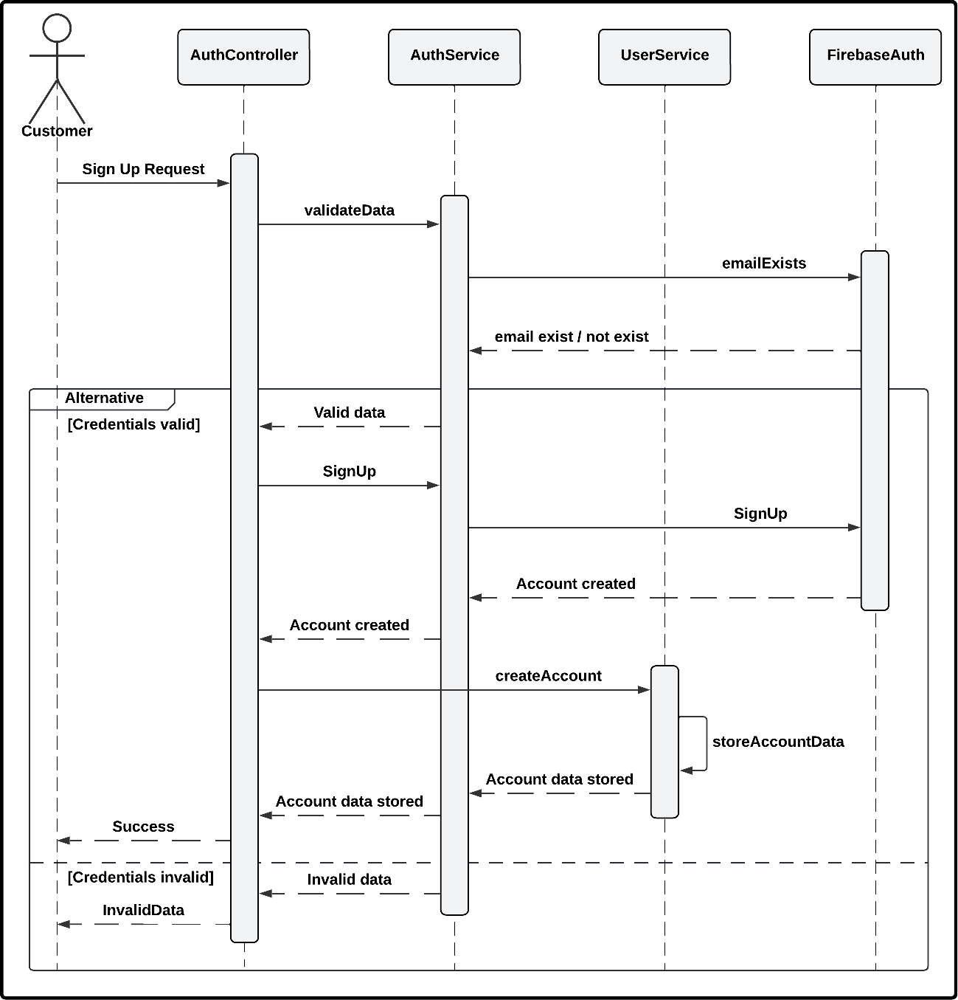 AuthController
AuthService
UserService
FirebaseAuth
Customer
Sign Up Request
validateData
emailExists
email exist / not exist
Alternative
[Credentials valid]
Valid data
SignUp
SignUp
Account created
Account created
createAccount
storeAccountData
Account data stored
Account data stored
Success
[Credentials invalid]
Invalid data
InvalidData